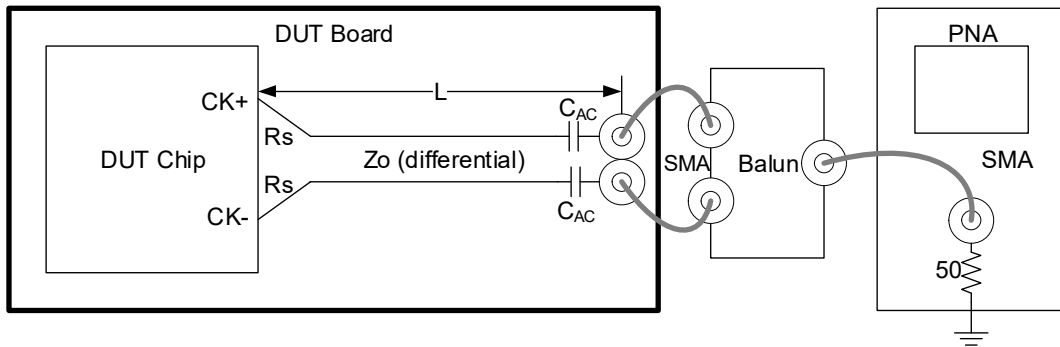 DUT Board
PNA
L
CK+
C_AC
Rs
DUT Chip
Zo (differential)
SMA
Balun
SMA
Rs
CK-
C_AC
50